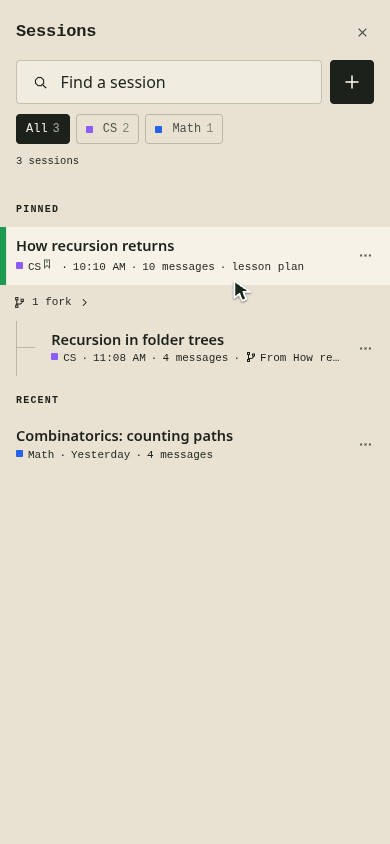 Sessions
Find a session
All 3 CS 2 Math 1
3 sessions
PINNED
How recursion returns
CS · 10:10 AM · 10 messages · lesson plan
1 fork
Recursion in folder trees
CS · 11:08 AM · 4 messages · From How re…
RECENT
Combinatorics: counting paths
Math · Yesterday · 4 messages